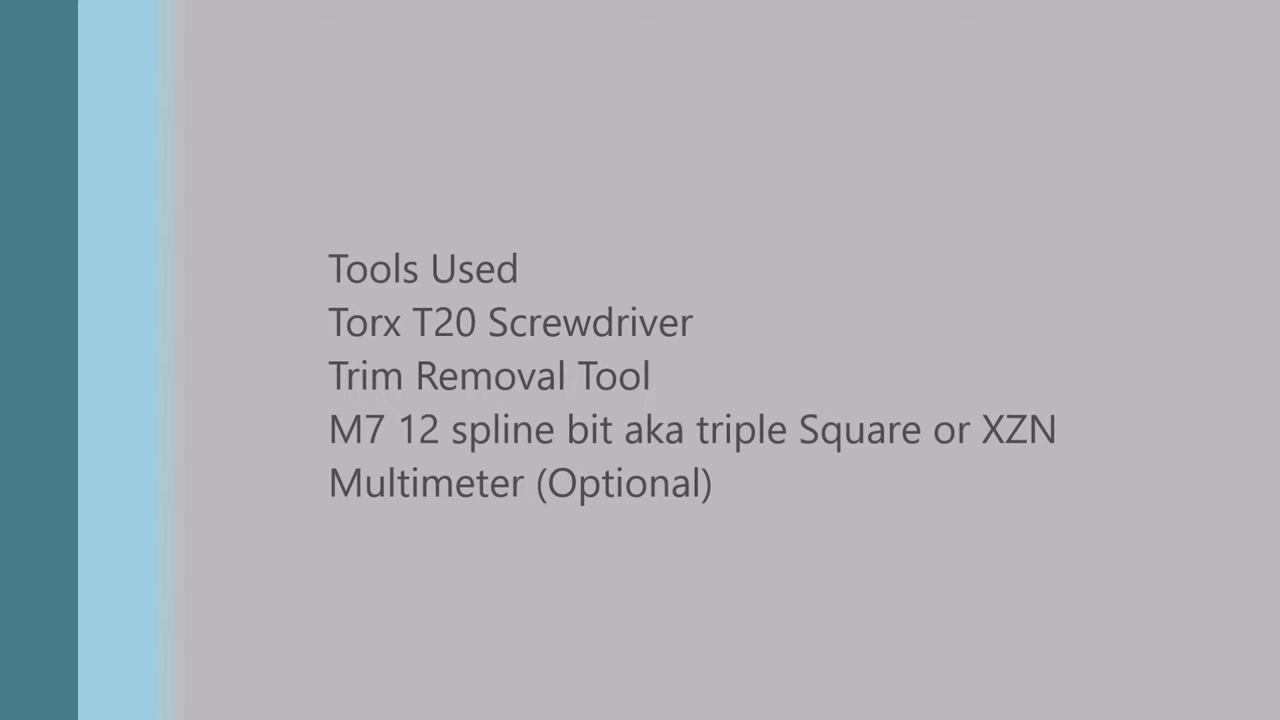 Tools Used
Torx T20 Screwdriver
Trim Removal Tool
M7 12 spline bit aka triple Square or XZN
Multimeter (Optional)